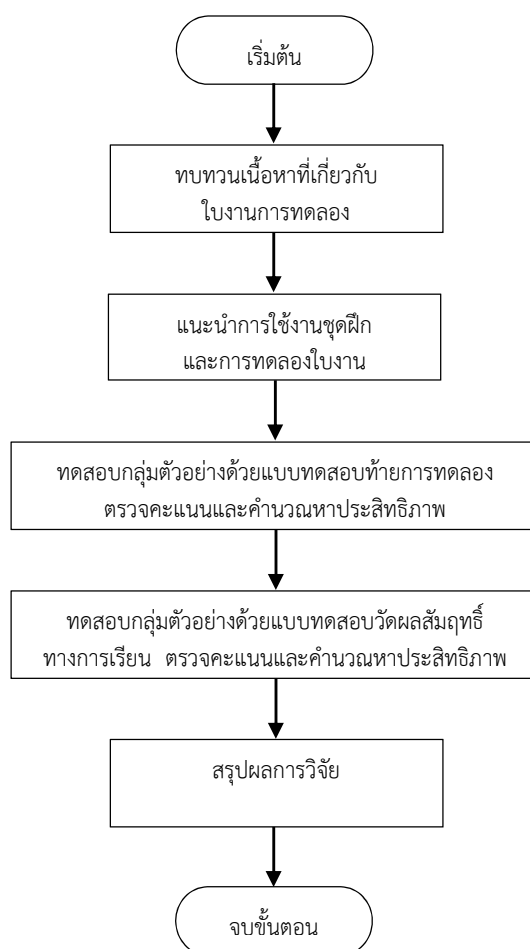 เริ่มต้น
ทบทวนเนื้อหาที่เกี่ยวกับ
ใบงานการทดลอง
แนะนำการใช้งานชุดฝึก
และการทดลองใบงาน
ทดสอบกลุ่มตัวอย่างด้วยแบบทดสอบท้ายการทดลอง
ตรวจคะแนนและคำนวณหาประสิทธิภาพ
ทดสอบกลุ่มตัวอย่างด้วยแบบทดสอบวัดผลสัมฤทธิ์
ทางการเรียน ตรวจคะแนนและคำนวณหาประสิทธิภาพ
สรุปผลการวิจัย
จบขั้นตอน